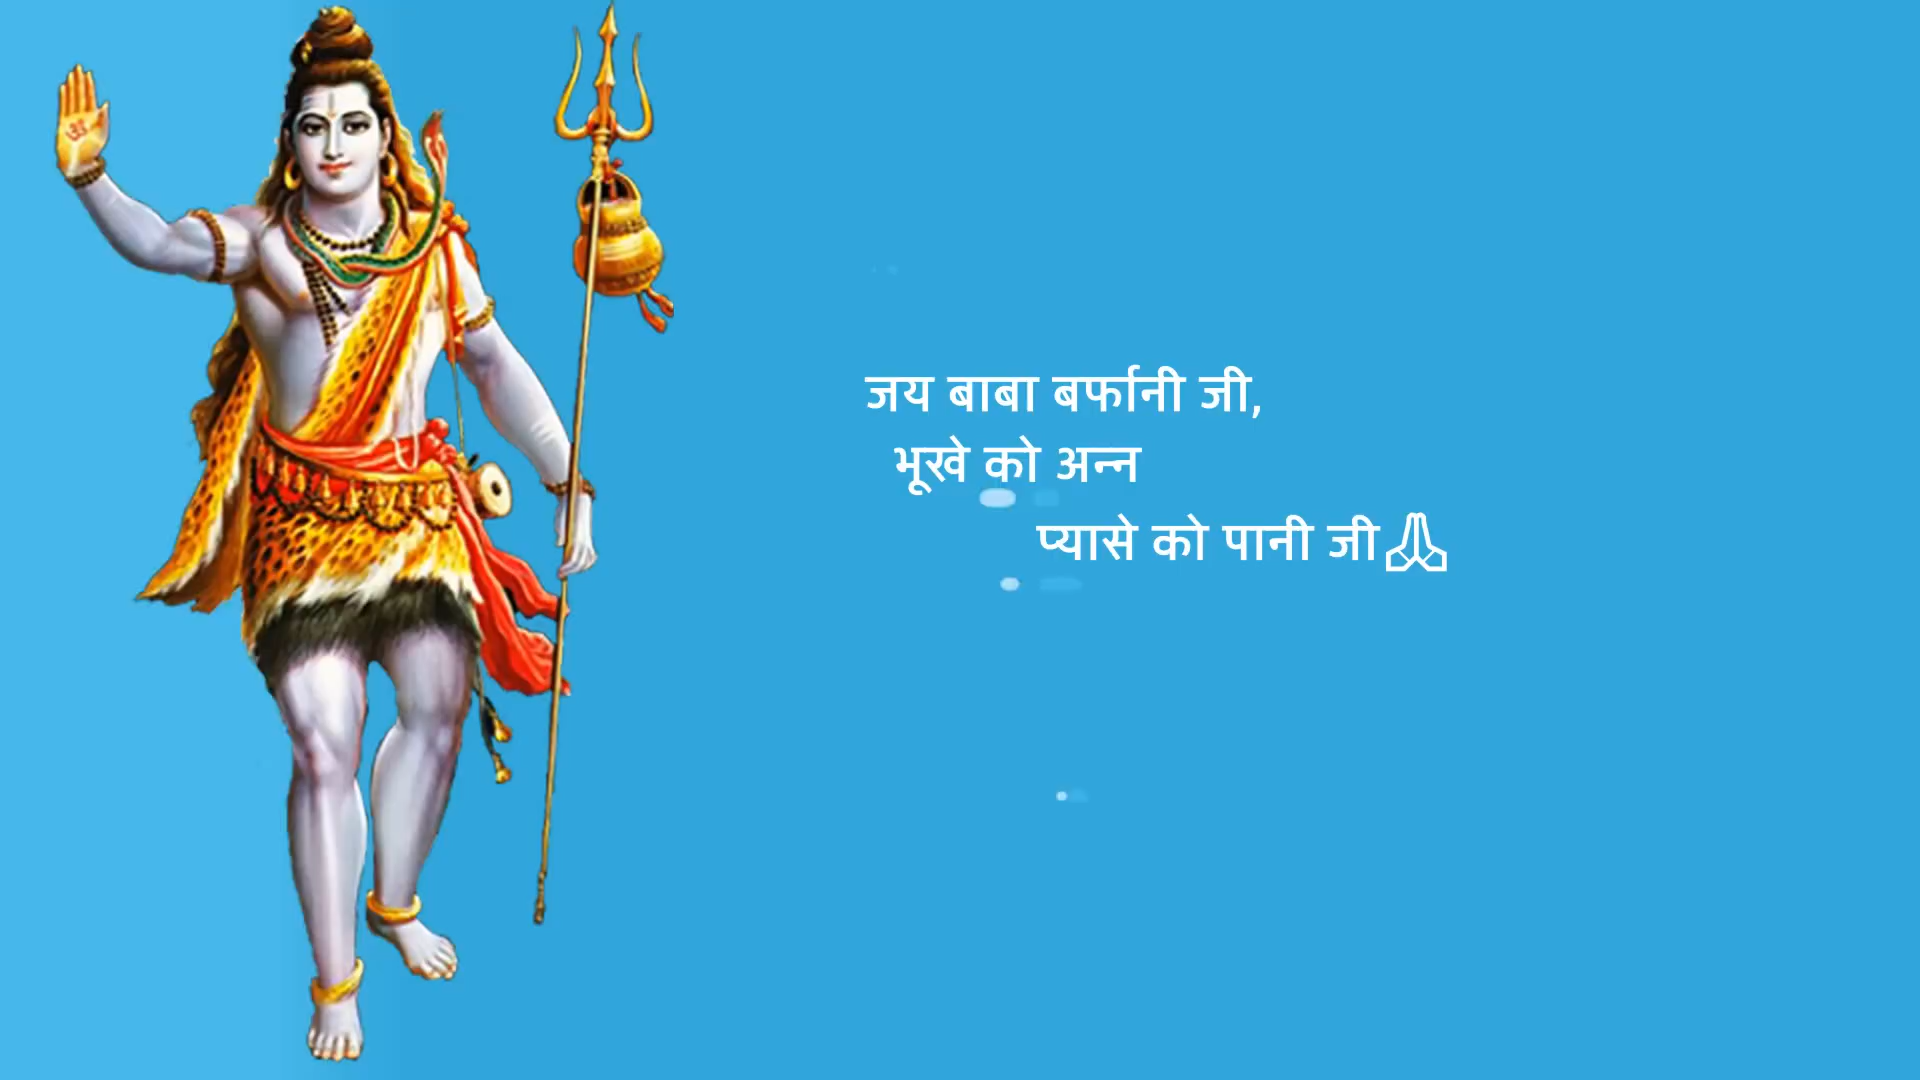 जय बाबा बर्फानी जी,
भूखे को अन्न
प्यासे को पानी जी🙏
ॐ